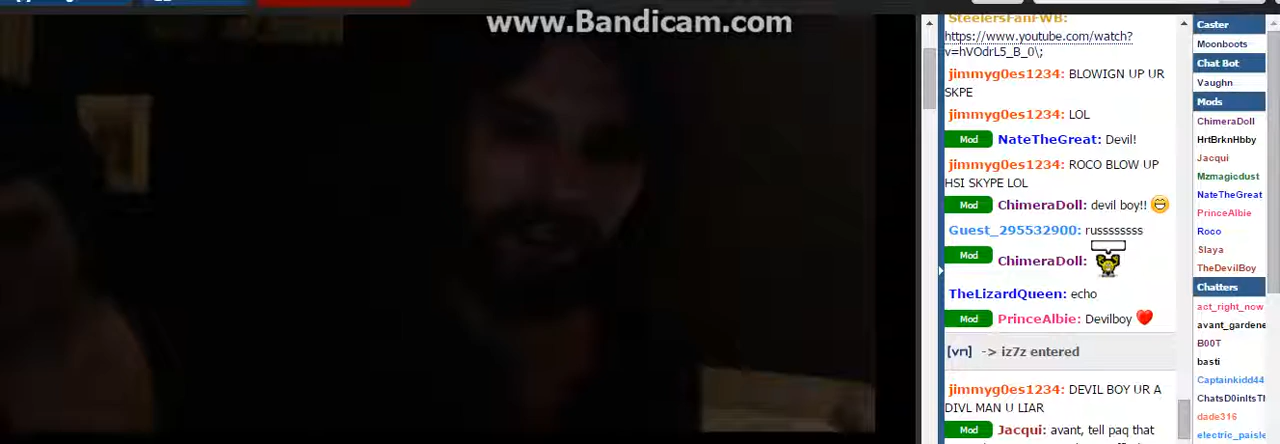 www.Bandicam.com
SteelersFanFWB:
https://www.youtube.com/watch?
v=hVOdrL5_B_0\;
jimmyg0es1234: BLOWIGN UP UR
SKPE
jimmyg0es1234: LOL
Mod NateTheGreat: Devil!
jimmyg0es1234: ROCO BLOW UP
HSI SKYPE LOL
Mod ChimeraDoll: devil boy!!
Guest_295532900: russssssss
Mod ChimeraDoll:
TheLizardQueen: echo
Mod PrinceAlbie: Devilboy
[vn] -> iz7z entered
jimmyg0es1234: DEVIL BOY UR A
DIVL MAN U LIAR
Mod Jacqui: avant, tell paq that
Caster
Moonboots
Chat Bot
Vaughn
Mods
ChimeraDoll
HrtBrknHbby
Jacqui
Mzmagicdust
NateTheGreat
PrinceAlbie
Roco
Slaya
TheDevilBoy
Chatters
act_right_now
avant_gardene
B00T
basti
Captainkidd44
ChatsD0inItsTh
dade316
electric_paisle